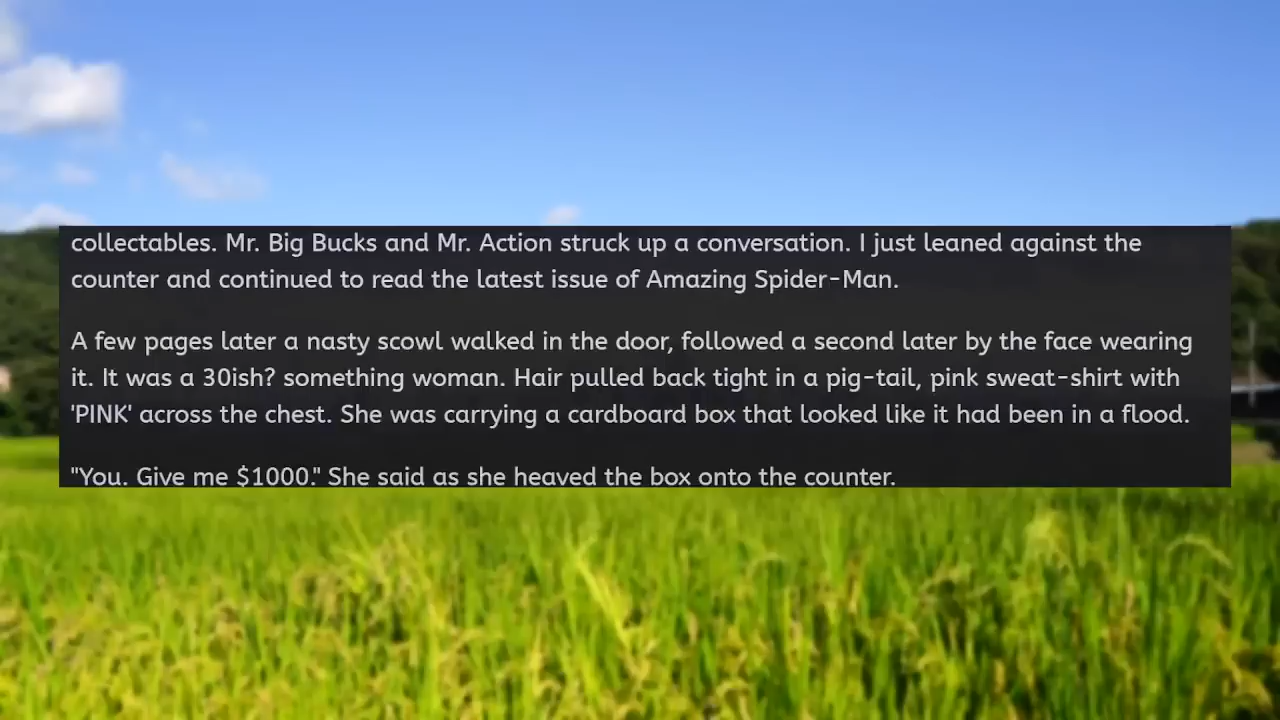 collectables. Mr. Big Bucks and Mr. Action struck up a conversation. I just leaned against the
counter and continued to read the latest issue of Amazing Spider-Man.
A few pages later a nasty scowl walked in the door, followed a second later by the face wearing
it. It was a 30ish? something woman. Hair pulled back tight in a pig-tail, pink sweat-shirt with
'PINK' across the chest. She was carrying a cardboard box that looked like it had been in a flood.
"You. Give me $1000." She said as she heaved the box onto the counter.